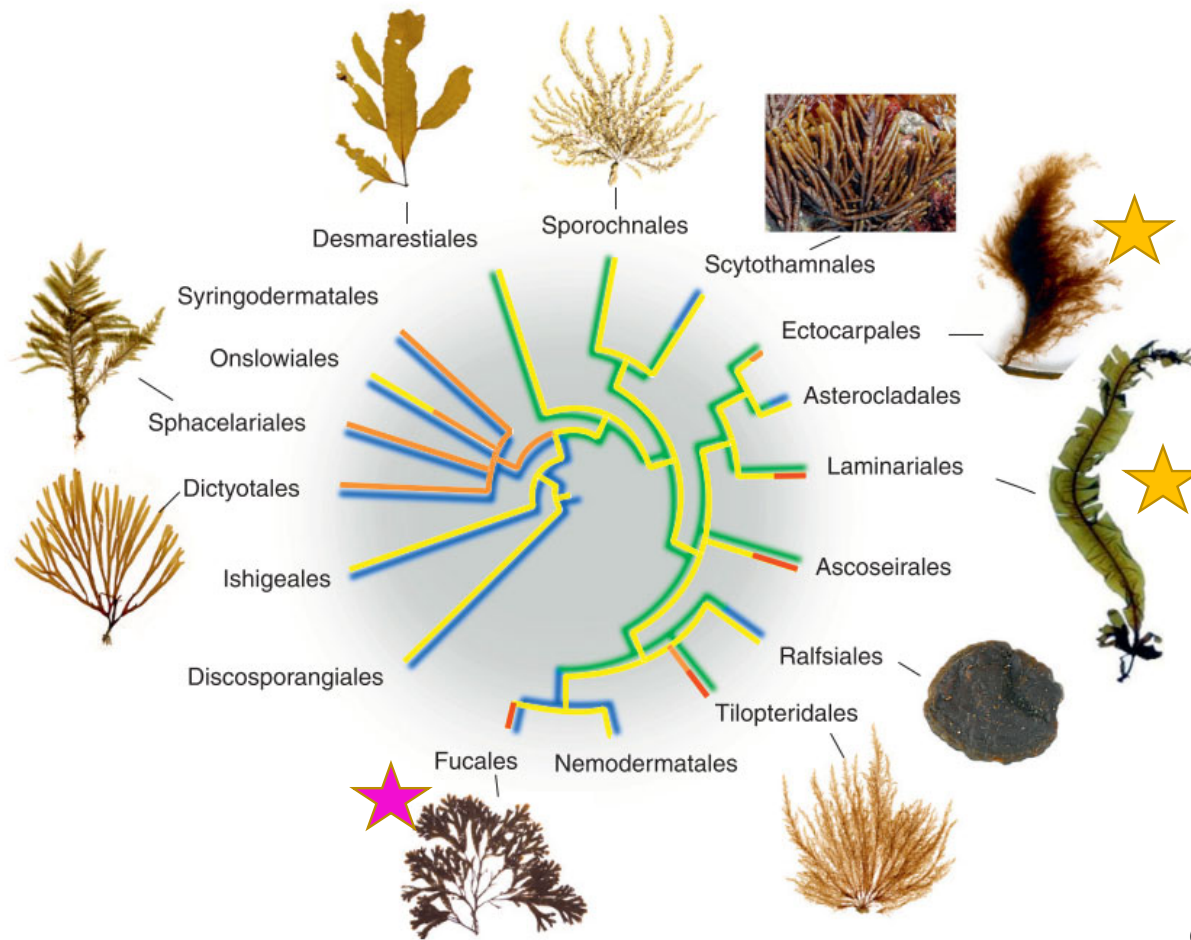 Desmarestiales
Sporochnales
Scytothamnales
Syringodermatales
Onslowiales
Ectocarpales
Sphacelariales
Asterocladales
Dictyotales
Laminariales
Ishigeales
Ascoseirales
Discosporangiales
Ralfsiales
Tilopteridales
Fucales
Nemodermatales